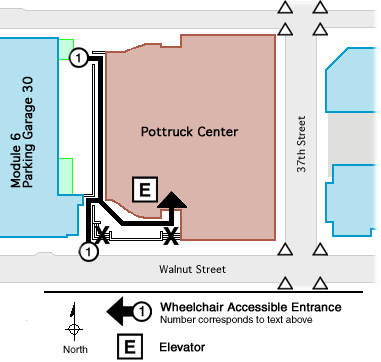 1
Module 6
Parking Garage 30
Pottruck Center
37th Street
E
X X
1
Walnut Street
1 Wheelchair Accessible Entrance
Number corresponds to text above
North
E Elevator